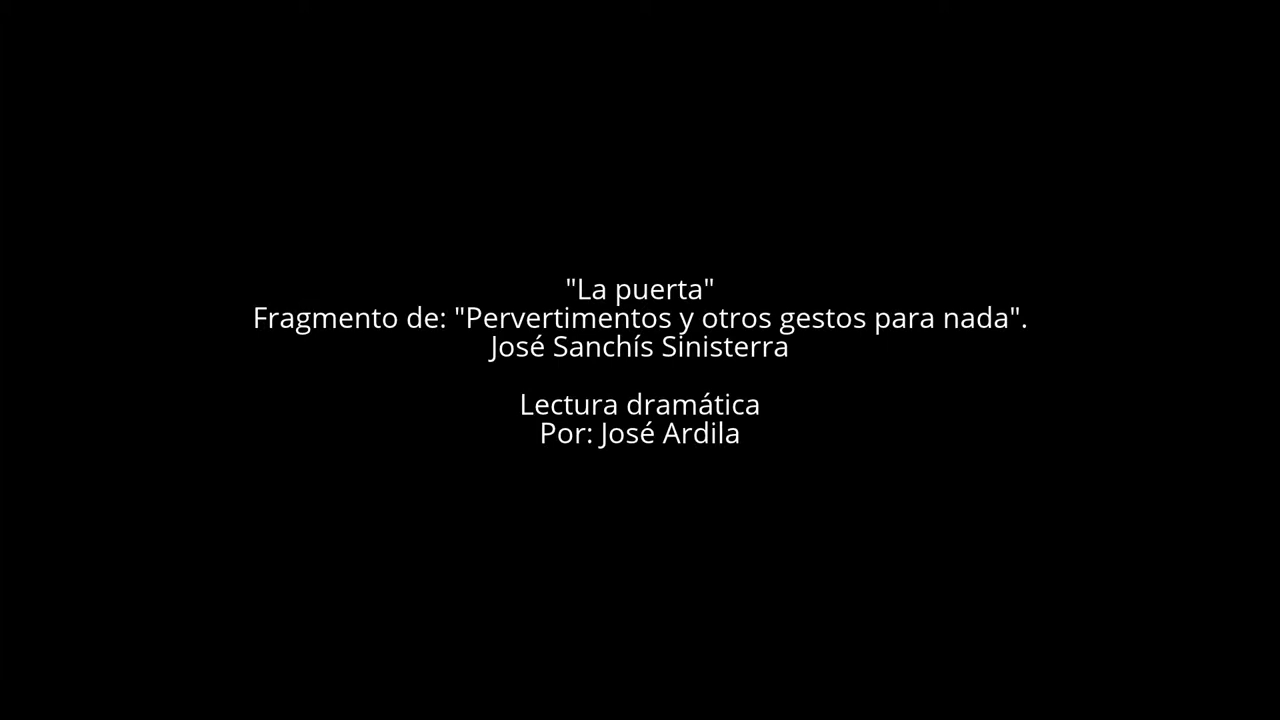 "La puerta"
Fragmento de: "Pervertimentos y otros gestos para nada".
José Sanchís Sinisterra
Lectura dramática
Por: José Ardila